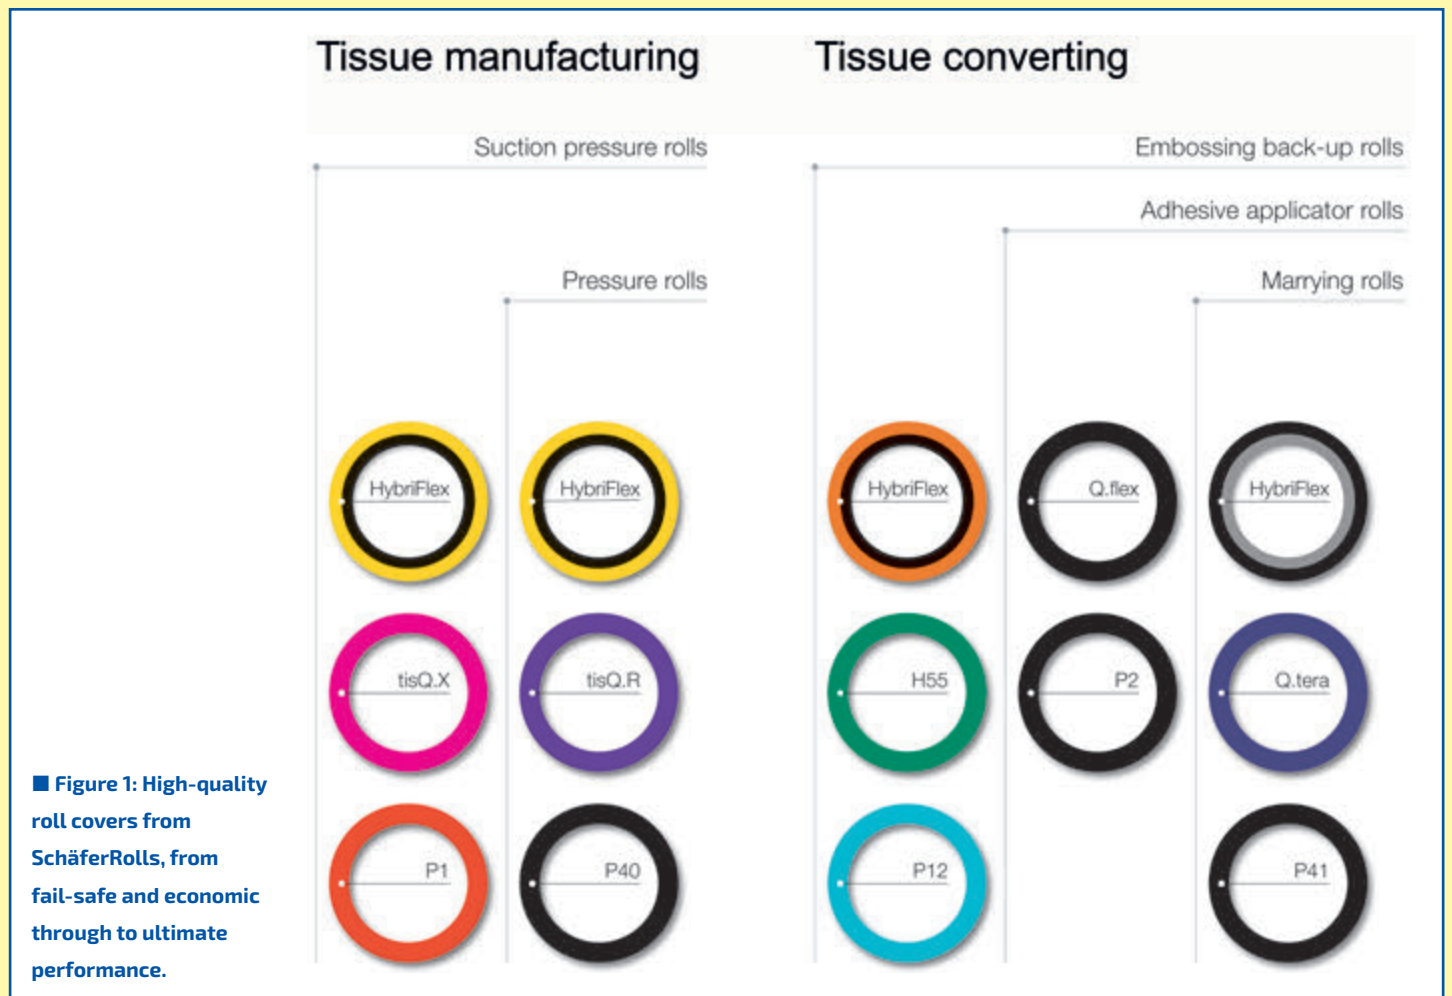 Tissue manufacturing
Tissue converting
Suction pressure rolls
Pressure rolls
Embossing back-up rolls
Adhesive applicator rolls
Marrying rolls
HybriFlex
HybriFlex
HybriFlex
Q.flex
HybriFlex
tisQ.X
tisQ.R
H55
P2
Q.tera
P1
P40
P12
P41
■ Figure 1: High-quality
roll covers from
SchäferRolls, from
fail-safe and economic
through to ultimate
performance.